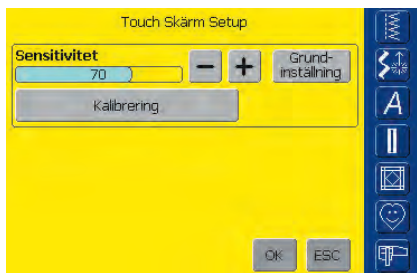 Touch Skärm Setup
Sensitivitet
70
− +
Grund-
inställning
Kalibrering
A
OK ESC